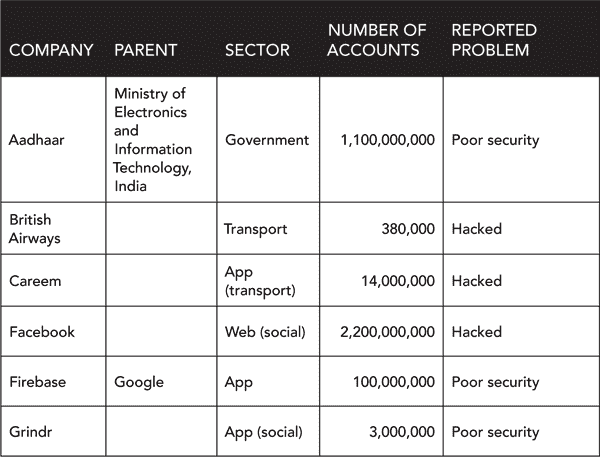 COMPANY PARENT SECTOR NUMBER OF ACCOUNTS REPORTED PROBLEM
Aadhaar Ministry of Electronics and Information Technology, India Government 1,100,000,000 Poor security
British Airways Transport 380,000 Hacked
Careem App (transport) 14,000,000 Hacked
Facebook Web (social) 2,200,000,000 Hacked
Firebase Google App 100,000,000 Poor security
Grindr App (social) 3,000,000 Poor security